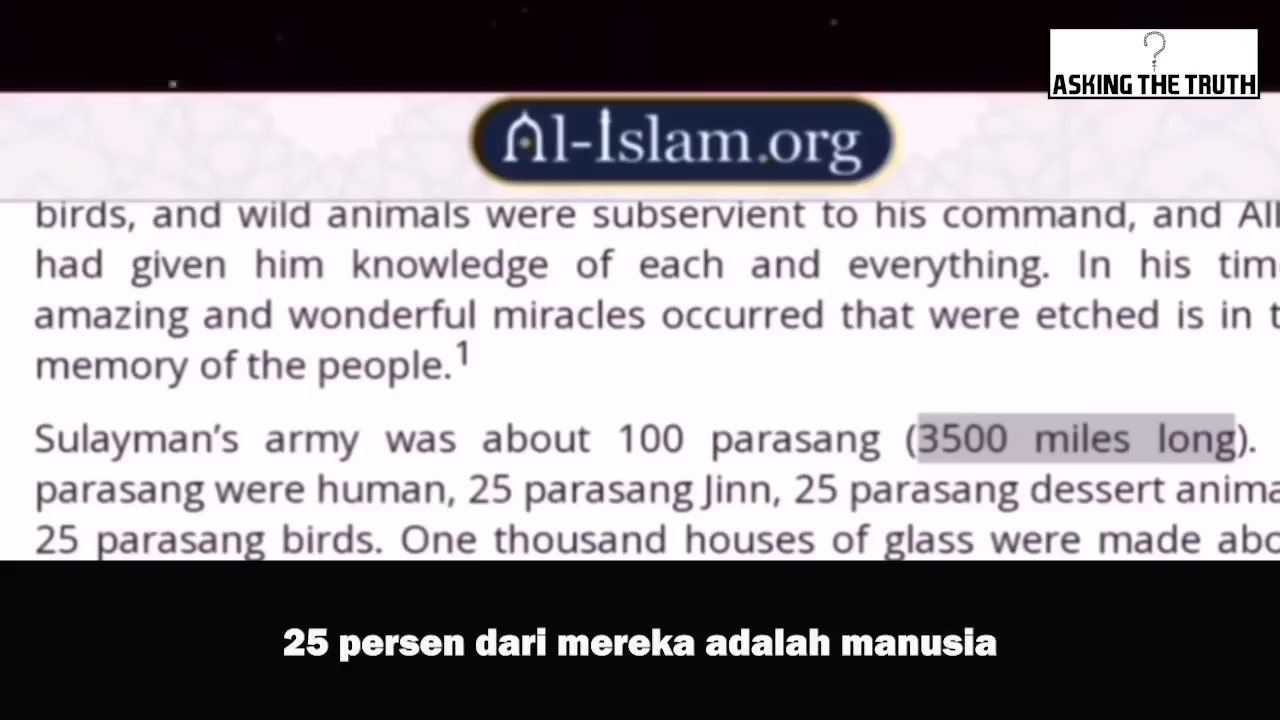 ?
ASKING THE TRUTH
Al-Islam.org
birds, and wild animals were subservient to his command, and
had given him knowledge of each and everything. In his
amazing and wonderful miracles occurred that were etched is in
memory of the people.1
Sulayman’s army was about 100 parasang (3500 miles long).
parasang were human, 25 parasang Jinn, 25 parasang dessert
25 parasang birds. One thousand houses of glass were made
25 persen dari mereka adalah manusia